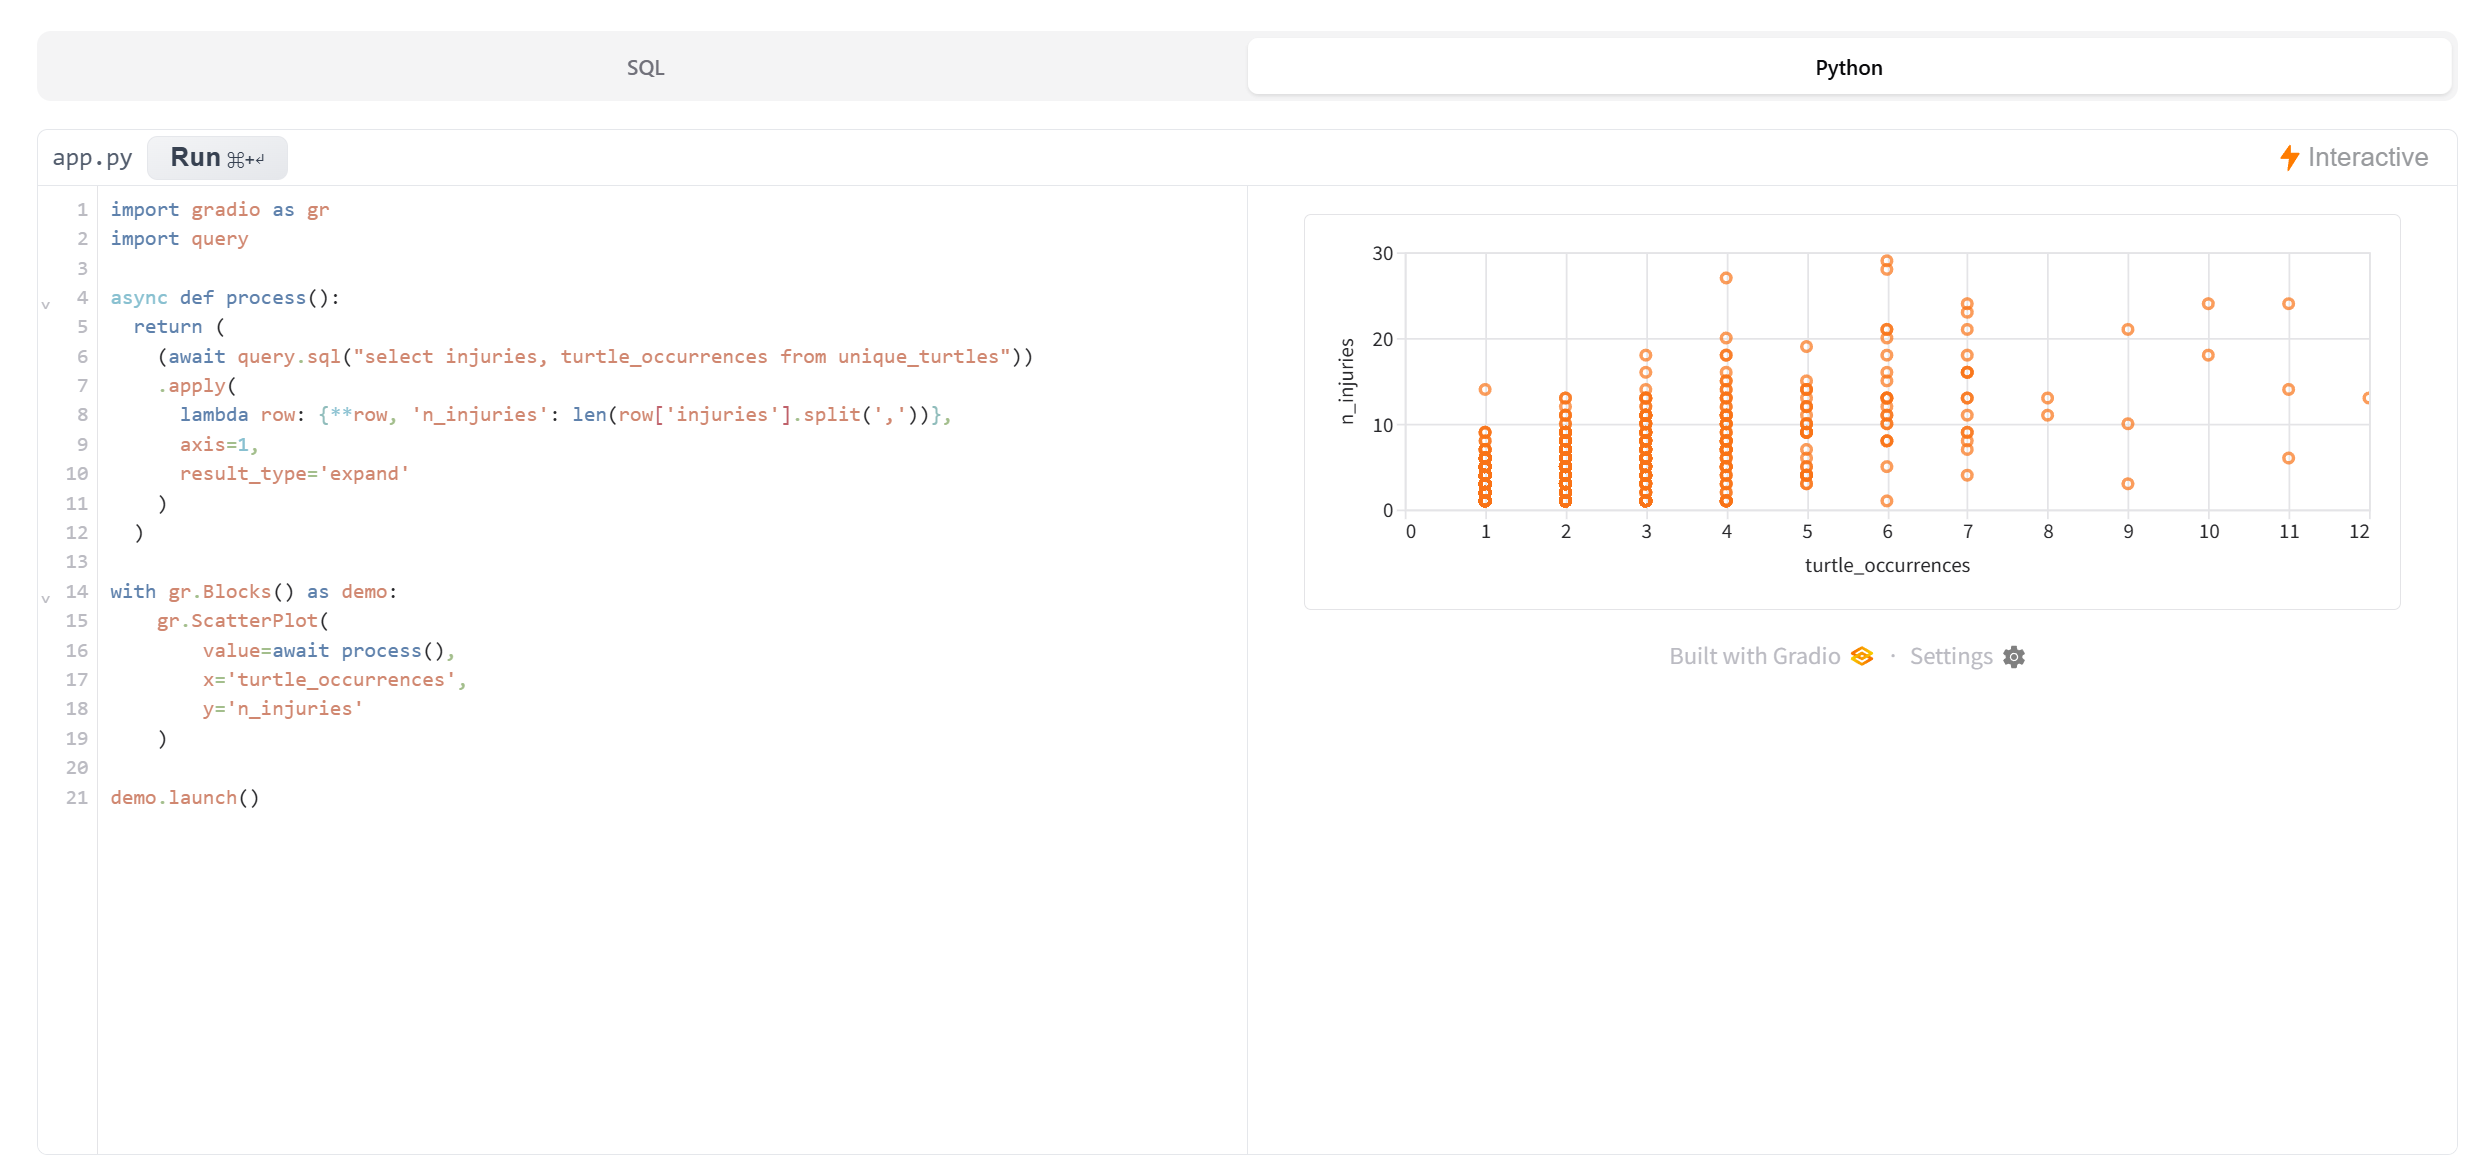 SQL
Python
app.py
Run ⌘+↵
Interactive
1 import gradio as gr
2 import query
3
4 async def process():
5   return (
6     (await query.sql("select injuries, turtle_occurrences from unique_turtles"))
7     .apply(
8       lambda row: {**row, 'n_injuries': len(row['injuries'].split(','))},
9       axis=1,
10       result_type='expand'
11     )
12   )
13
14 with gr.Blocks() as demo:
15     gr.ScatterPlot(
16         value=await process(),
17         x='turtle_occurrences',
18         y='n_injuries'
19     )
20
21 demo.launch()
30
20
10
0
n_injuries
0 1 2 3 4 5 6 7 8 9 10 11 12
turtle_occurrences
Built with Gradio · Settings